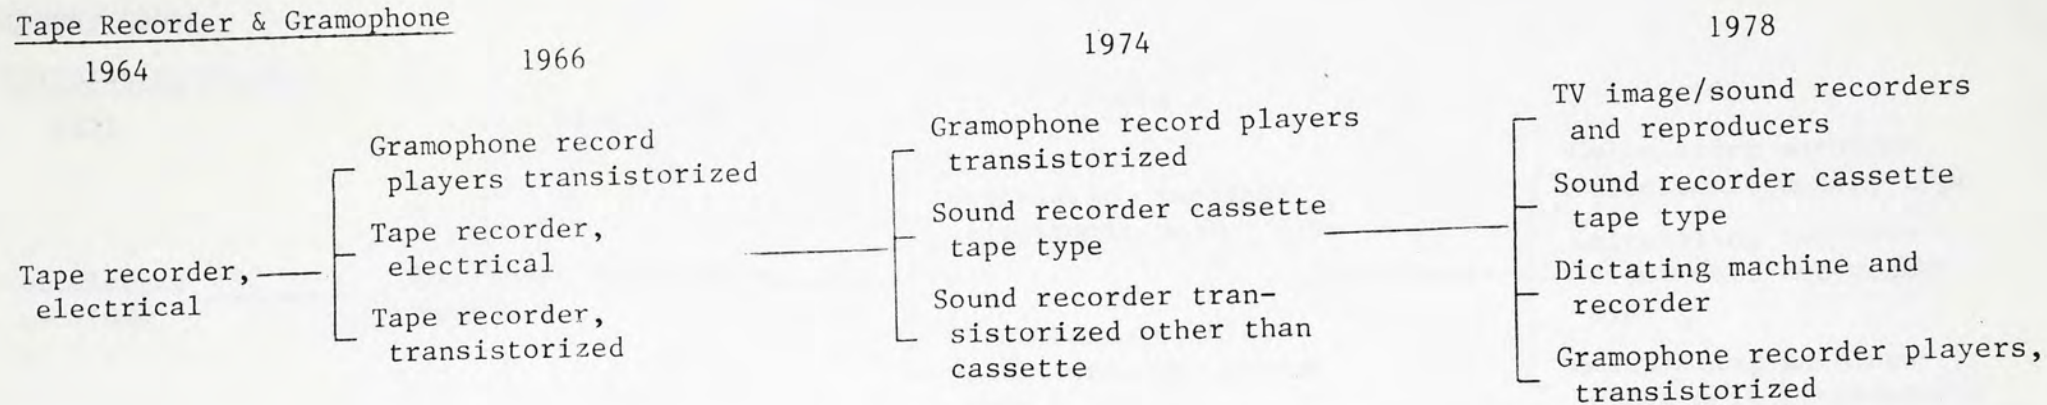 Tape Recorder & Gramophone
1964
Tape recorder,
electrical
1966
Gramophone record
players transistorized
Tape recorder,
electrical
Tape recorder,
transistorized
1974
Gramophone record players
transistorized
Sound recorder cassette
tape type
Sound recorder tran-
sistorized other than
cassette
1978
TV image/sound recorders
and reproducers
Sound recorder cassette
tape type
Dictating machine and
recorder
Gramophone recorder players,
transistorized